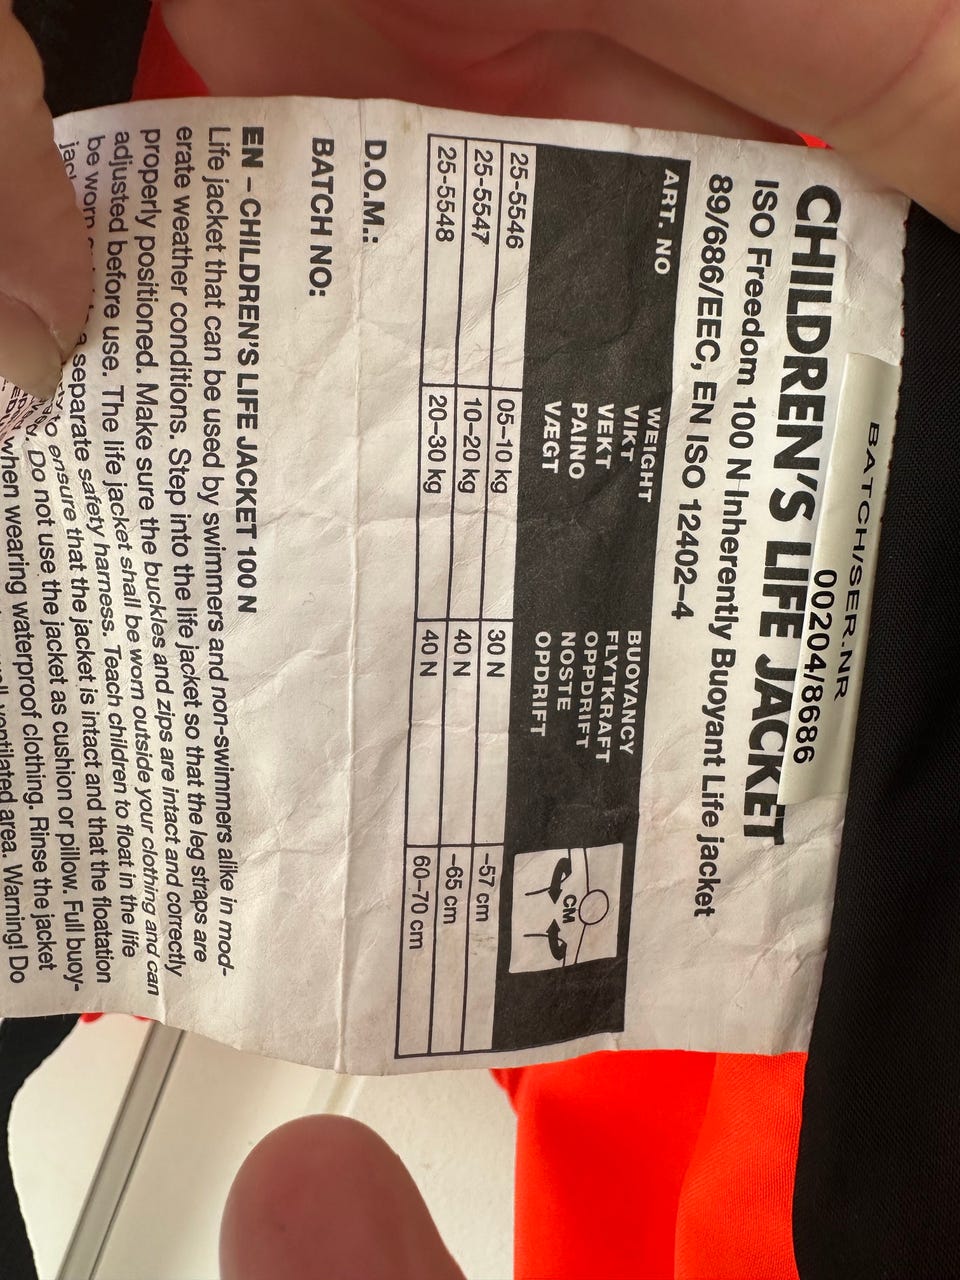 BATCH/SER.NR
00204/8686
CHILDREN'S LIFE JACKET
ISO Freedom 100 N Inherently Buoyant Life jacket
89/686/EEC, EN ISO 12402-4
ART. NO WEIGHT BUOYANCY
VIKT FLYTKRAFT
VEKT OPPDRIFT
PAINO NOSTE
VÆGT OPDRIFT
CM
25-5546 05–10 kg 30 N -57 cm
25-5547 10–20 kg 40 N -65 cm
25-5548 20–30 kg 40 N 60–70 cm
D.O.M.:
BATCH NO:
EN – CHILDREN'S LIFE JACKET 100 N
Life jacket that can be used by swimmers and non-swimmers alike in mod-
erate weather conditions. Step into the life jacket so that the leg straps are
properly positioned. Make sure the buckles and zips are intact and correctly
adjusted before use. The life jacket shall be worn outside your clothing and can
be worn separate safety harness. Teach children to float in the life
to ensure that the jacket is intact and that the floatation
Do not use the jacket as cushion or pillow. Full buoy-
when wearing waterproof clothing. Rinse the jacket
ventilated area. Warning! Do